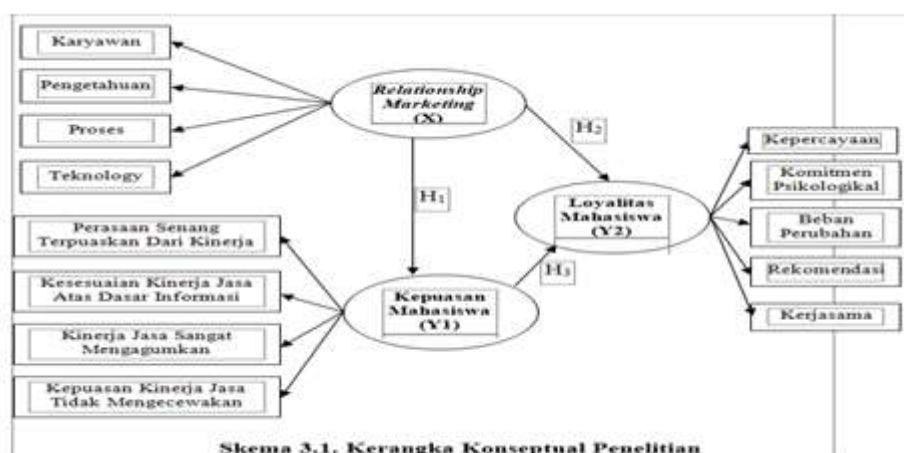 Karyawan
Pengetahuan
Proses
Teknology
Relationship
Marketing
(X)
H₂
H₁
Kepercayaan
Komitmen
Psikologikal
Beban
Perubahan
Rekomendasi
Kerjasama
Loyalitas
Mahasiswa
(Y2)
H₃
Perasaan Senang
Terpuaskan Dari Kinerja
Kesesuaian Kinerja Jasa
Atas Dasar Informasi
Kinerja Jasa Sangat
Mengagumkan
Kepuasan Kinerja Jasa
Tidak Mengecewakan
Kepuasan
Mahasiswa
(Y1)
Skema 3.1. Kerangka Konseptual Penelitian